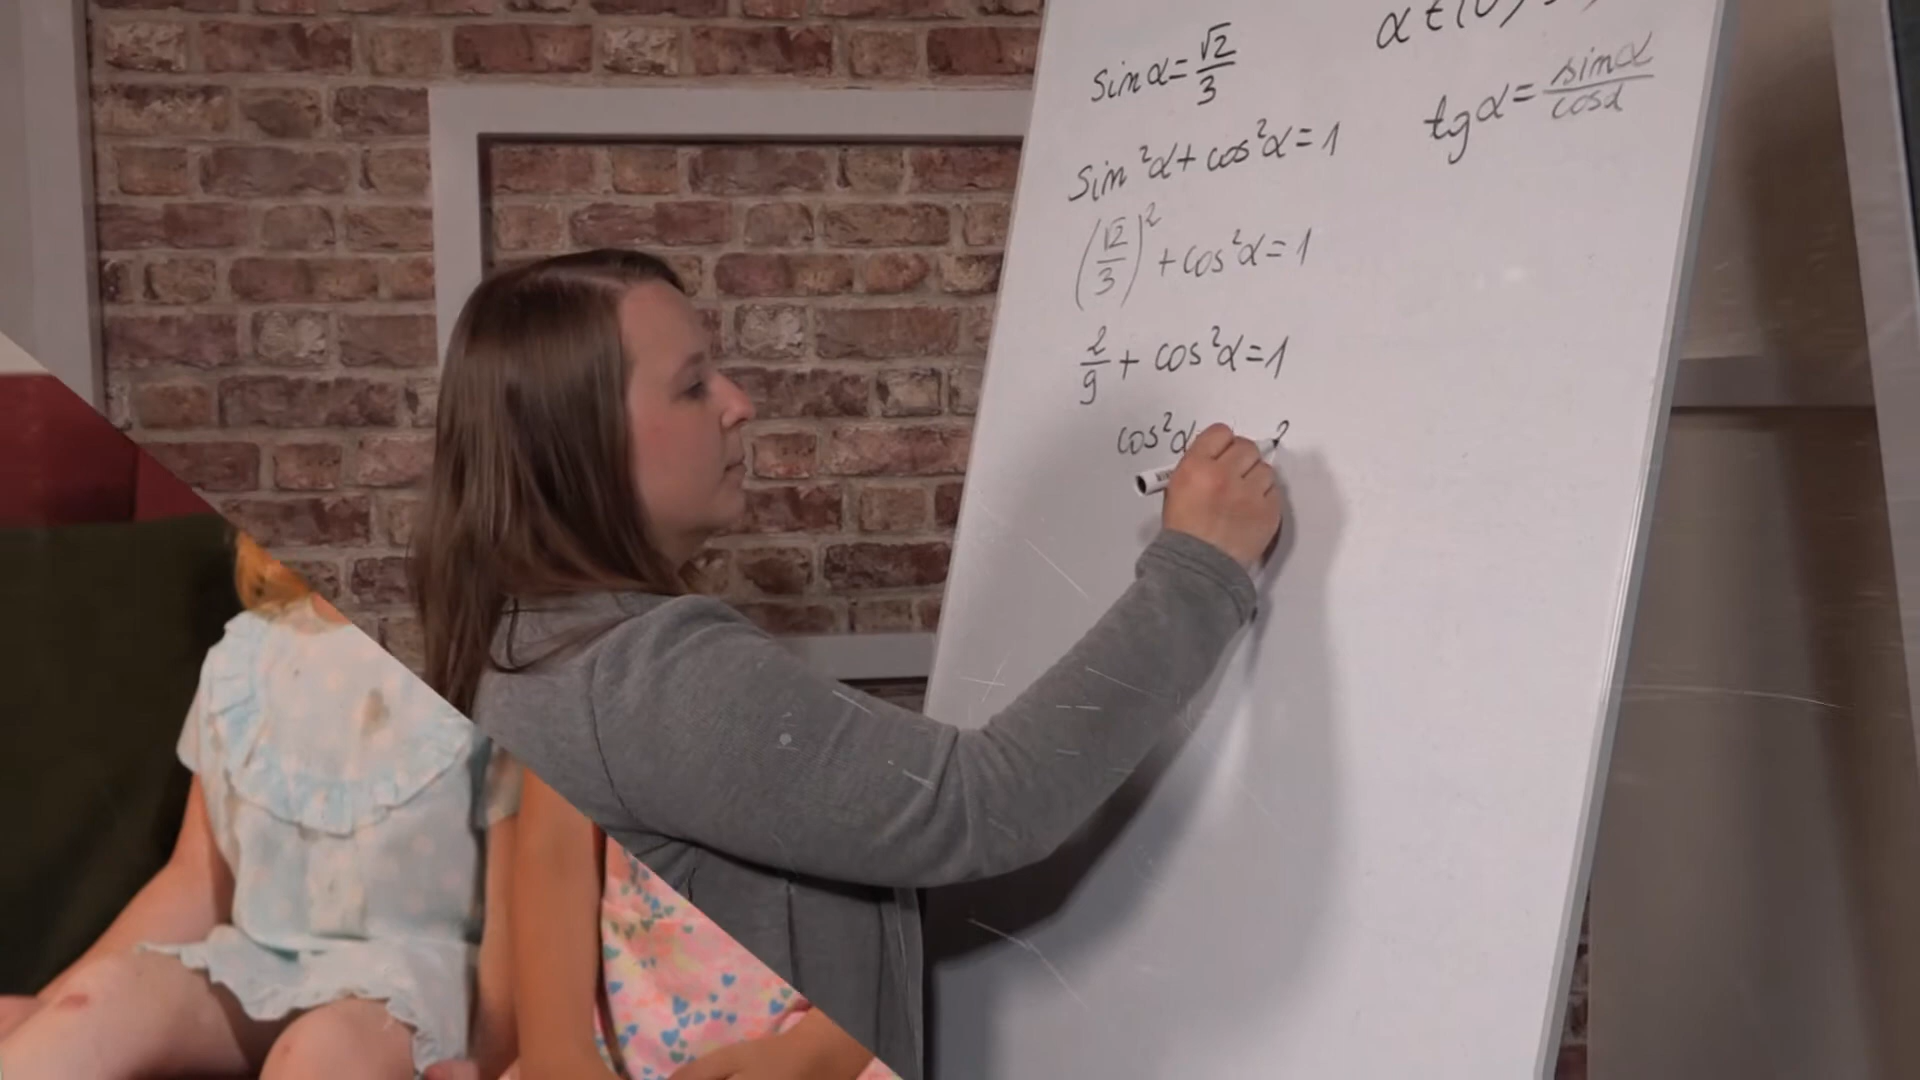 sin α = √2/3
α ∈ (0,
sin²α + cos²α = 1
tg α = sin α/cos α
(√2/3)² + cos²α = 1
2/9 + cos²α = 1
cos²α